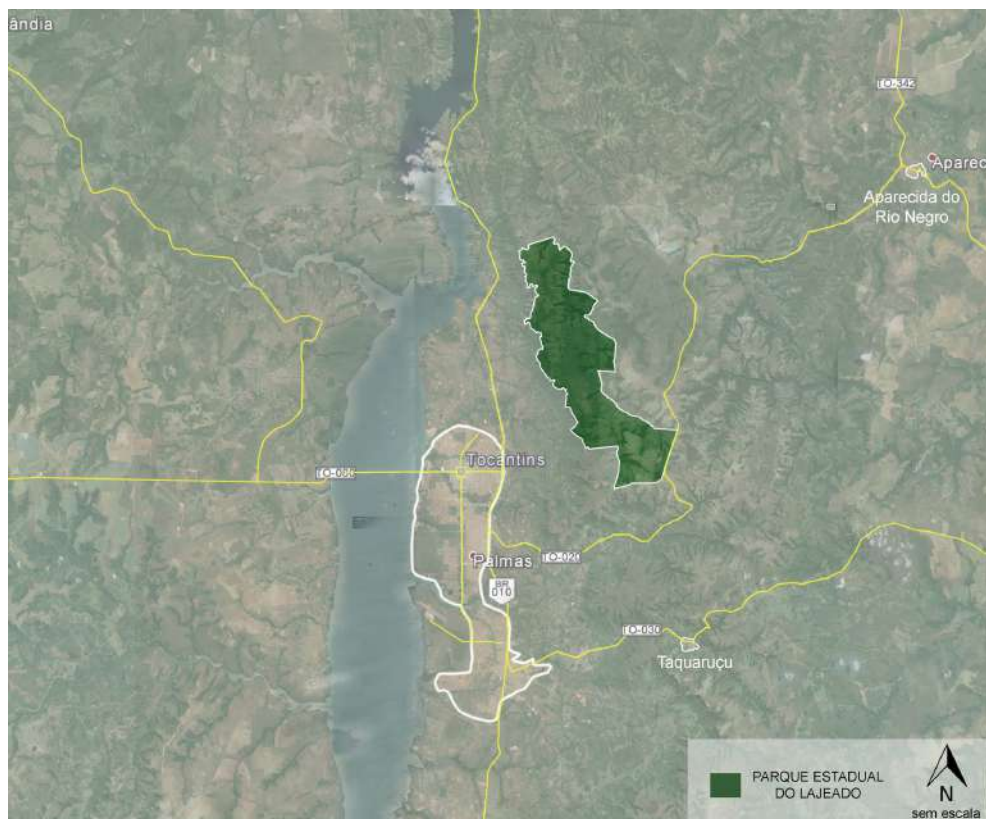 ândia
TO-342
Aparec
Aparecida do
Rio Negro
Tocantins
TO-080
Palmas
TO-020
BR
010
TO-030
Taquaruçu
PARQUE ESTADUAL
DO LAJEADO
N
sem escala